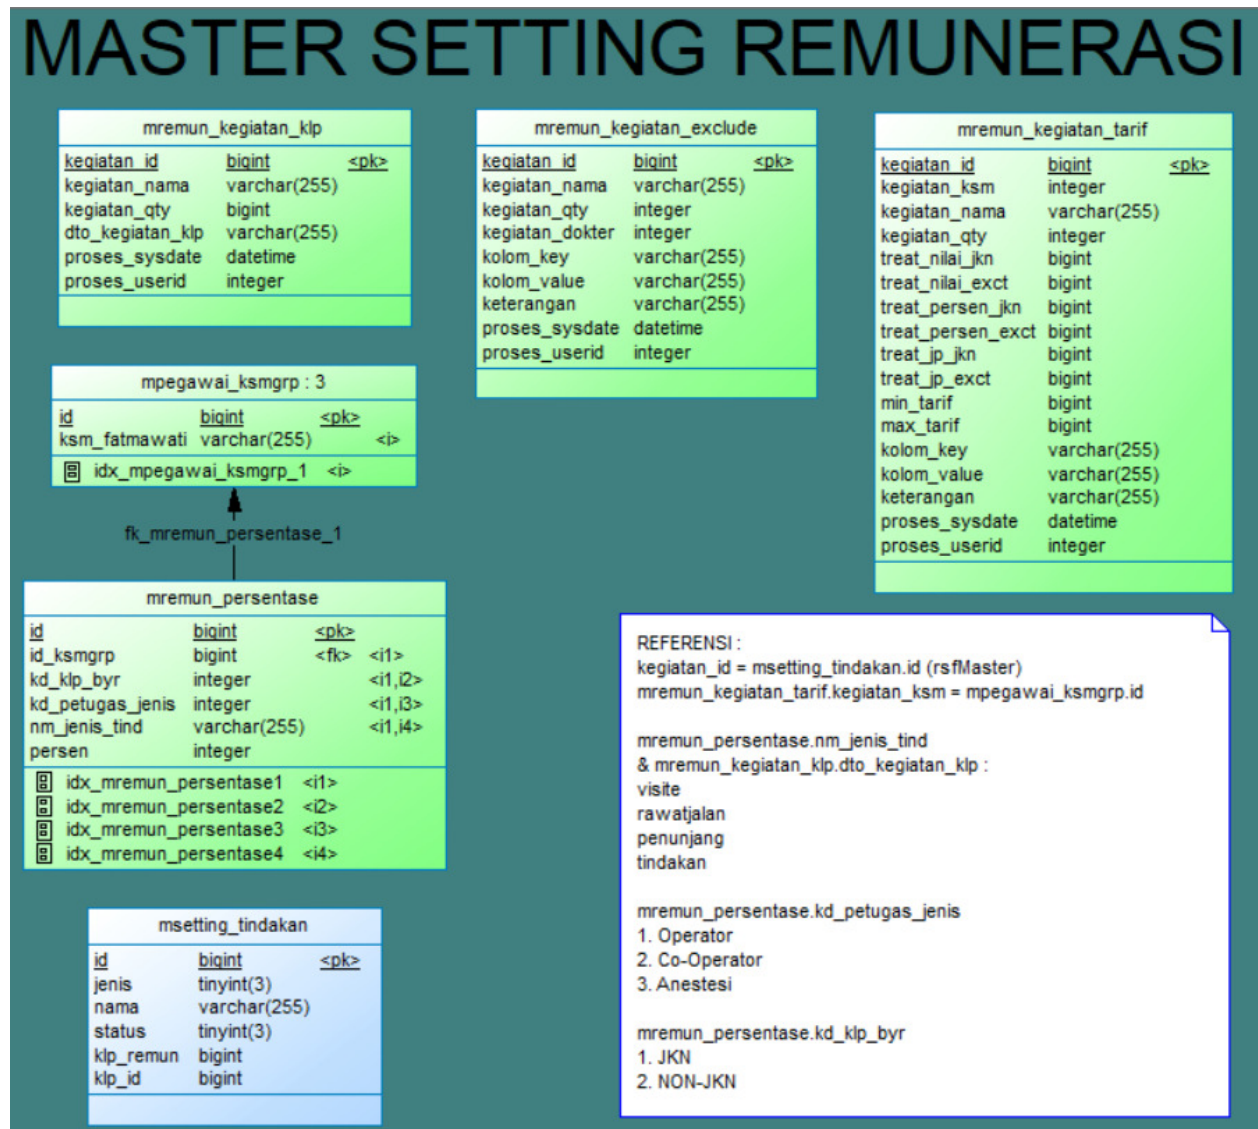 MASTER SETTING REMUNERASI
mremun_kegiatan_klp
kegiatan_id bigint <pk>
kegiatan_nama varchar(255)
kegiatan_qty bigint
dto_kegiatan_klp varchar(255)
proses_sysdate datetime
proses_userid integer
mremun_kegiatan_exclude
kegiatan_id bigint <pk>
kegiatan_nama varchar(255)
kegiatan_qty integer
kegiatan_dokter integer
kolom_key varchar(255)
kolom_value varchar(255)
keterangan varchar(255)
proses_sysdate datetime
proses_userid integer
mremun_kegiatan_tarif
kegiatan_id bigint <pk>
kegiatan_ksm integer
kegiatan_nama varchar(255)
kegiatan_qty integer
treat_nilai_jkn bigint
treat_nilai_exct bigint
treat_persen_jkn bigint
treat_persen_exct bigint
treat_jp_jkn bigint
treat_jp_exct bigint
min_tarif bigint
max_tarif bigint
kolom_key varchar(255)
kolom_value varchar(255)
keterangan varchar(255)
proses_sysdate datetime
proses_userid integer
mpegawai_ksmgrp : 3
id bigint <pk>
ksm_fatmawati varchar(255) <i>
idx_mpegawai_ksmgrp_1 <i>
fk_mremun_persentase_1
mremun_persentase
id bigint <pk>
id_ksmgrp bigint <fk> <i1>
kd_klp_byr integer <i1,i2>
kd_petugas_jenis integer <i1,i3>
nm_jenis_tind varchar(255) <i1,i4>
persen integer
idx_mremun_persentase1 <i1>
idx_mremun_persentase2 <i2>
idx_mremun_persentase3 <i3>
idx_mremun_persentase4 <i4>
msetting_tindakan
id bigint <pk>
jenis tinyint(3)
nama varchar(255)
status tinyint(3)
klp_remun bigint
klp_id bigint
REFERENSI :
kegiatan_id = msetting_tindakan.id (rsfMaster)
mremun_kegiatan_tarif.kegiatan_ksm = mpegawai_ksmgrp.id
mremun_persentase.nm_jenis_tind
& mremun_kegiatan_klp.dto_kegiatan_klp :
visite
rawatjalan
penunjang
tindakan
mremun_persentase.kd_petugas_jenis
1. Operator
2. Co-Operator
3. Anestesi
mremun_persentase.kd_klp_byr
1. JKN
2. NON-JKN